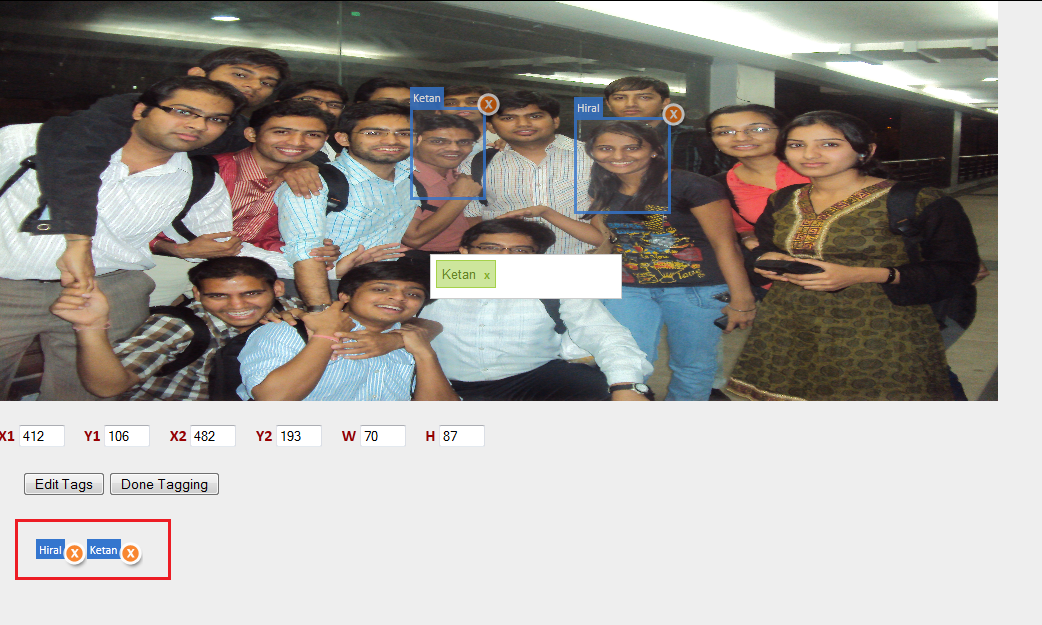 Ketan X
Hiral X
Ketan x
X1 412 Y1 106 X2 482 Y2 193 W 70 H 87
Edit Tags Done Tagging
Hiral X Ketan X